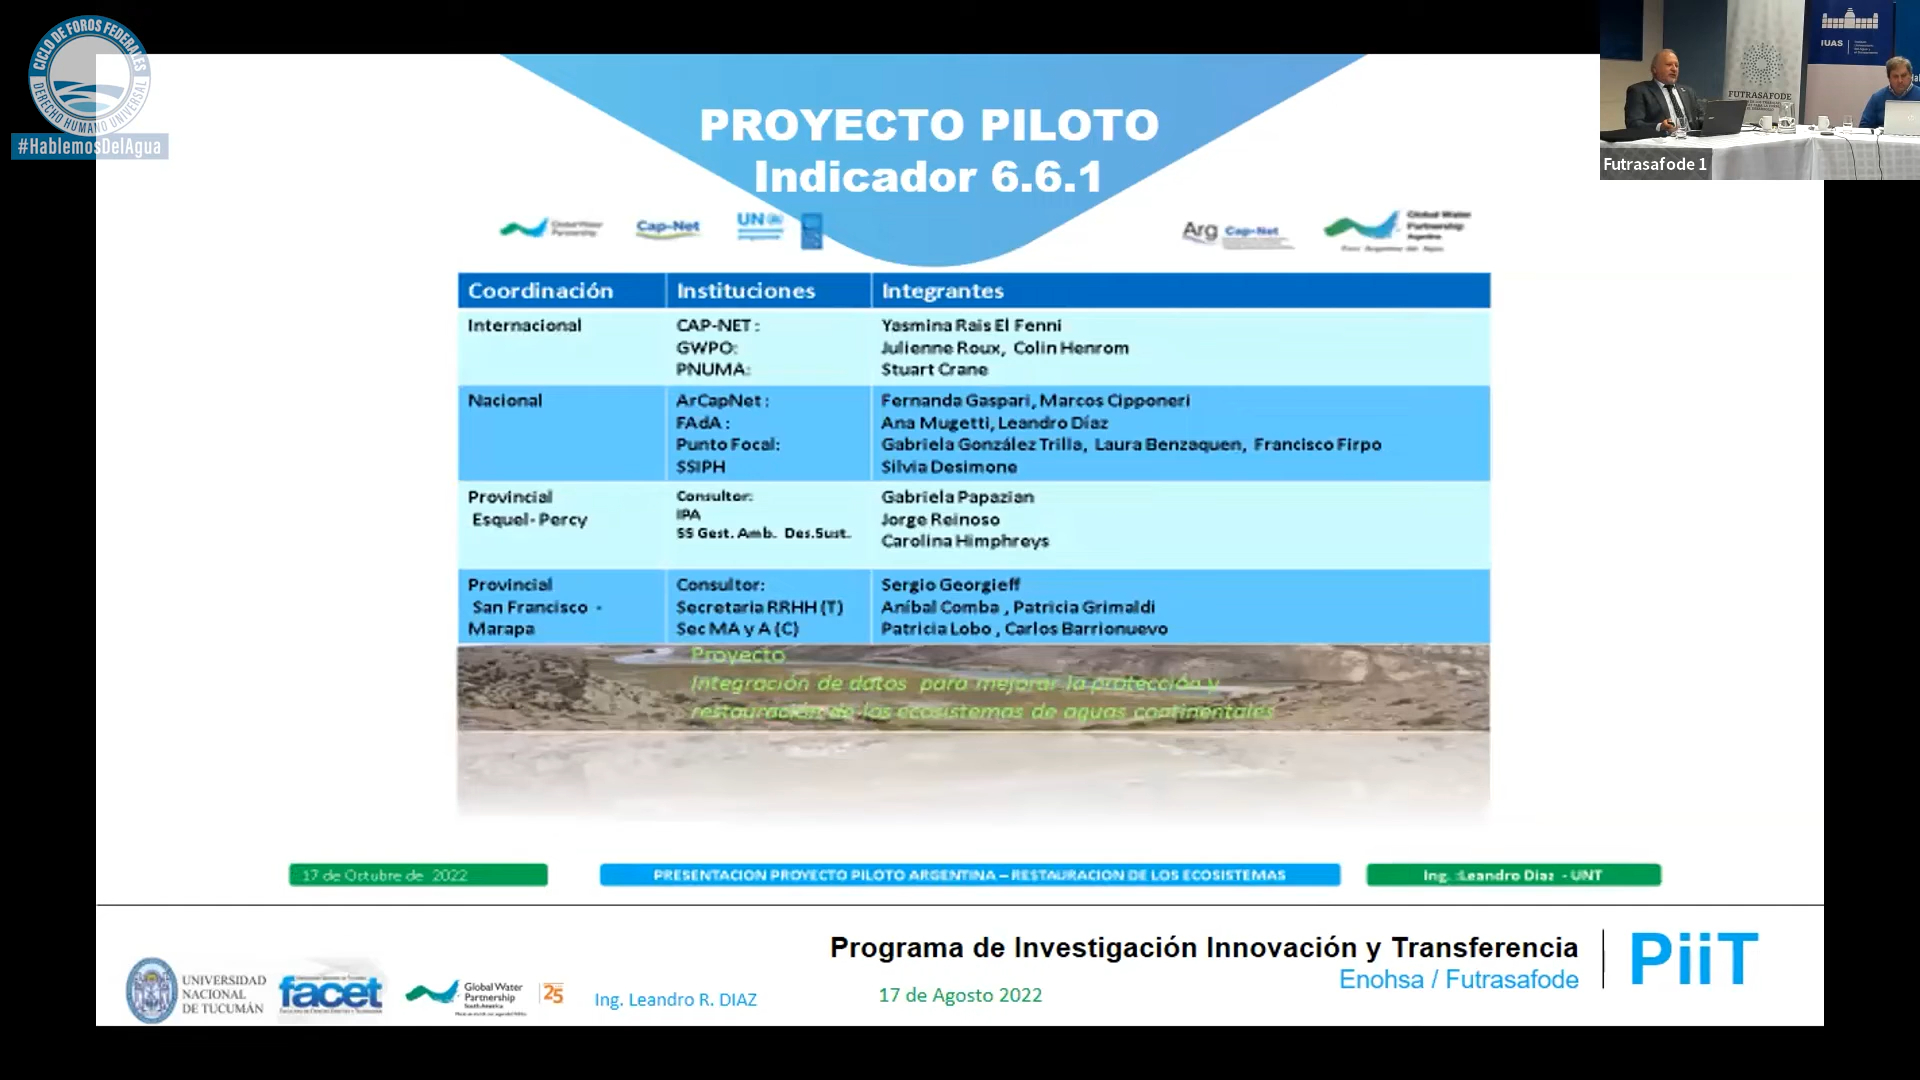 CICLO DE FOROS FEDERALES
DERECHO HUMANO UNIVERSAL
#HablemosDelAgua
IUAS
FUTRASAFODE
Futrasafode 1
PROYECTO PILOTO
Indicador 6.6.1
Global Water
Partnership
Cap-Net
UN
Arg Cap-Net
Global Water
Partnership
Argentina
Coordinación Instituciones Integrantes
Internacional CAP-NET : Yasmina Rais El Fenni
GWPO: Julienne Roux, Colin Henrom
PNUMA: Stuart Crane
Nacional ArCapNet : Fernanda Gaspari, Marcos Cipponeri
FAdA : Ana Mugetti, Leandro Díaz
Punto Focal: Gabriela González Trilla, Laura Benzaquen, Francisco Firpo
SSIPH Silvia Desimone
Provincial Consultor: Gabriela Papazian
Esquel- Percy IPA Jorge Reinoso
SS Gest. Amb. Des.Sust. Carolina Himphreys
Provincial Consultor: Sergio Georgieff
San Francisco - Secretaria RRHH (T) Aníbal Comba , Patricia Grimaldi
Marapa Sec MA y A (C) Patricia Lobo , Carlos Barrionuevo
Proyecto
Integración de datos para mejorar la protección y
restauración de los ecosistemas de aguas continentales
17 de Octubre de 2022
PRESENTACION PROYECTO PILOTO ARGENTINA – RESTAURACION DE LOS ECOSISTEMAS
Ing. :Leandro Diaz - UNT
Programa de Investigación Innovación y Transferencia
Enohsa / Futrasafode
PiiT
UNIVERSIDAD
NACIONAL
DE TUCUMÁN
facet
Global Water
Partnership
South America
25
Ing. Leandro R. DIAZ
17 de Agosto 2022